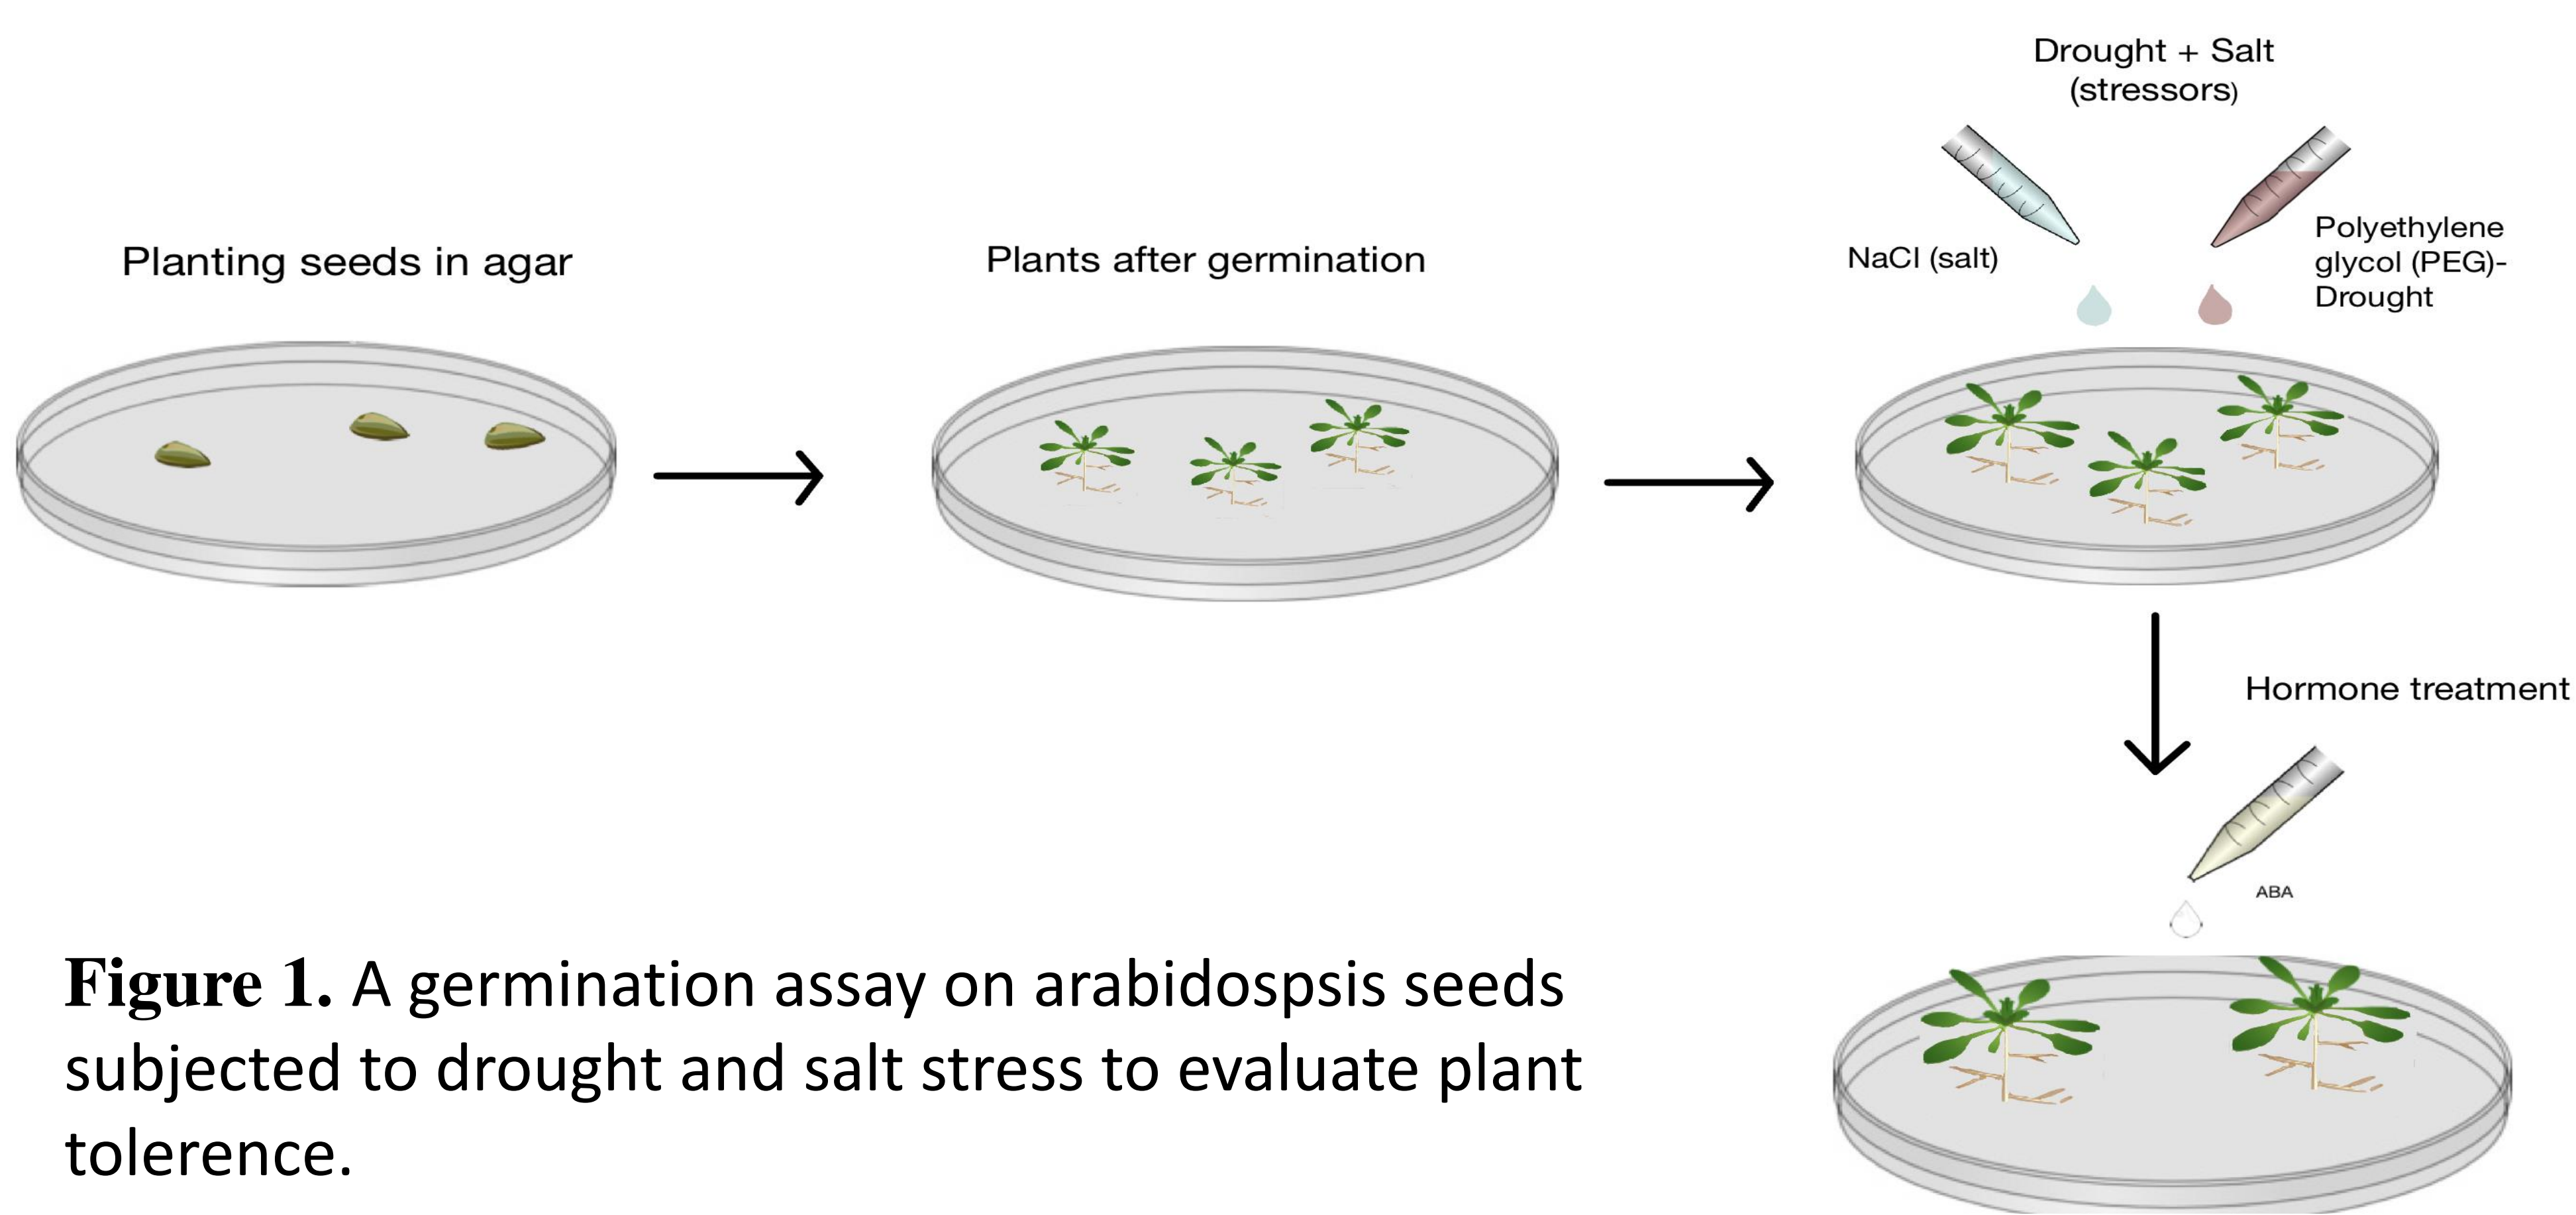 Planting seeds in agar
Plants after germination
Drought + Salt
(stressors)
NaCl (salt)
Polyethylene
glycol (PEG)-
Drought
Hormone treatment
ABA
Figure 1. A germination assay on arabidospsis seeds
subjected to drought and salt stress to evaluate plant
tolerence.